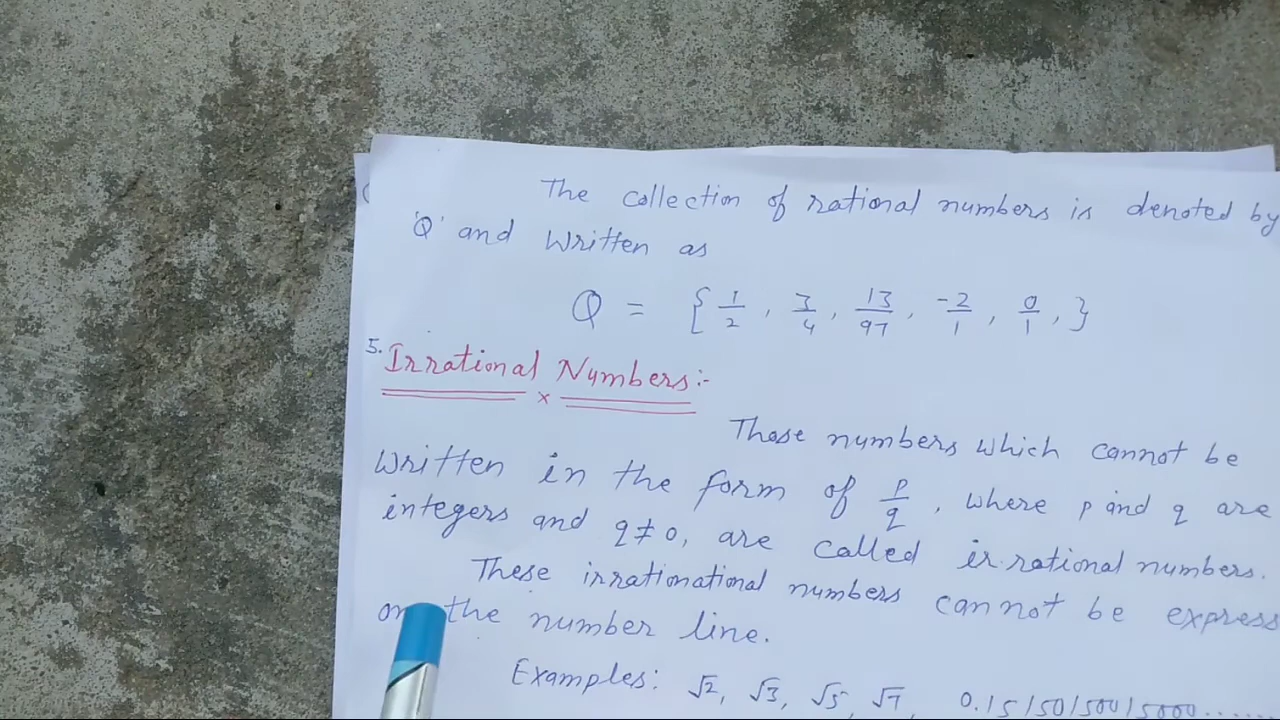 The collection of rational numbers is denoted by
'Q' and Written as
Q = { 1/2 , 3/4 , 13/97 , -2/1 , 0/1 , }
5. Irrational Numbers:-
×
Those numbers which cannot be
written in the form of p/q , where p and q are
integers and q ≠ 0, are called irrational numbers.
These irrationational numbers cannot be express
on the number line.
Examples: √2, √3, √5, √7, 0.15150150015000......